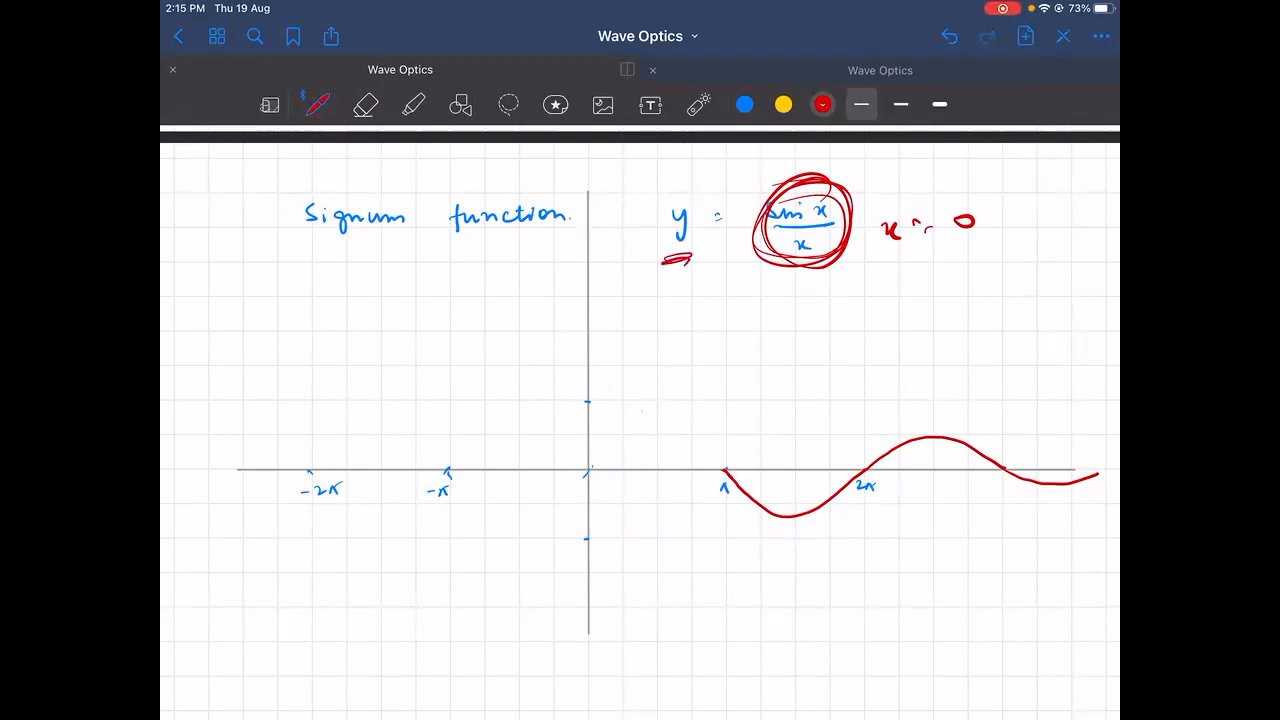 2:15 PM Thu 19 Aug
73%
Wave Optics
Wave Optics
Wave Optics
T
Signum function.
y = sin x / x
x ~ 0
-2π
-π
π
2π